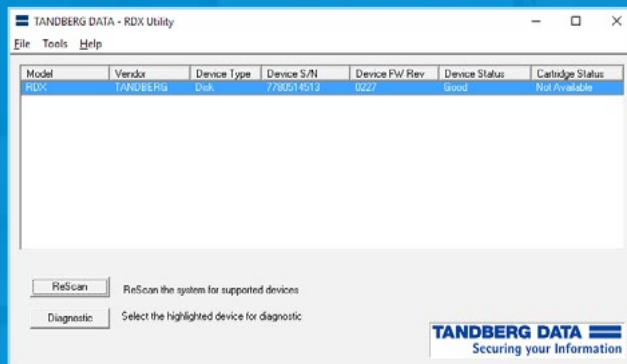 TANDBERG DATA - RDX Utility
File Tools Help
Model Vendor Device Type Device S/N Device FW Rev Device Status Cartridge Status
RDX TANDBERG Disk 7780514513 0227 Good Not Available
ReScan ReScan the system for supported devices
Diagnostic Select the highlighted device for diagnostic
TANDBERG DATA
Securing your Information